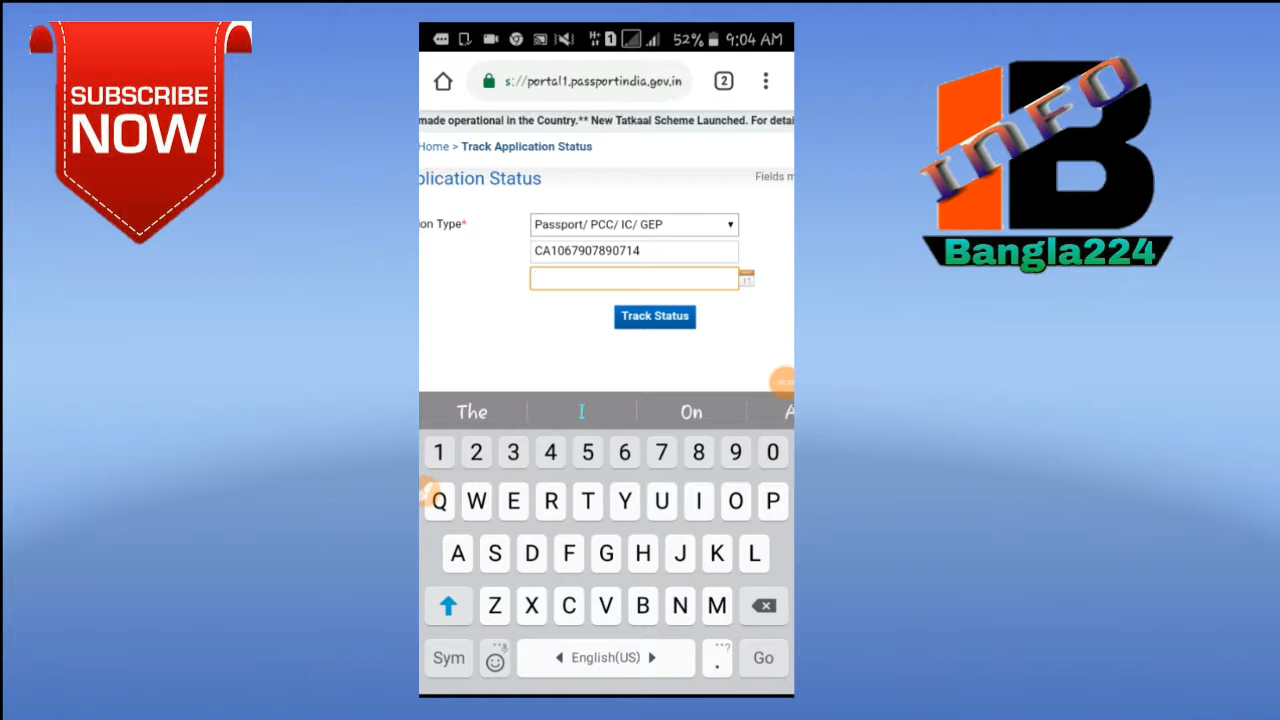 SUBSCRIBE
NOW
INFO
B
Bangla224
H+
1
52%
9:04 AM
s://portal1.passportindia.gov.in
2
made operational in the Country.** New Tatkaal Scheme Launched. For detai
Home > Track Application Status
plication Status
Fields m
on Type*
Passport/ PCC/ IC/ GEP
CA1067907890714
Track Status
The I On A
1 2 3 4 5 6 7 8 9 0
Q W E R T Y U I O P
A S D F G H J K L
Z X C V B N M
Sym English(US) . Go